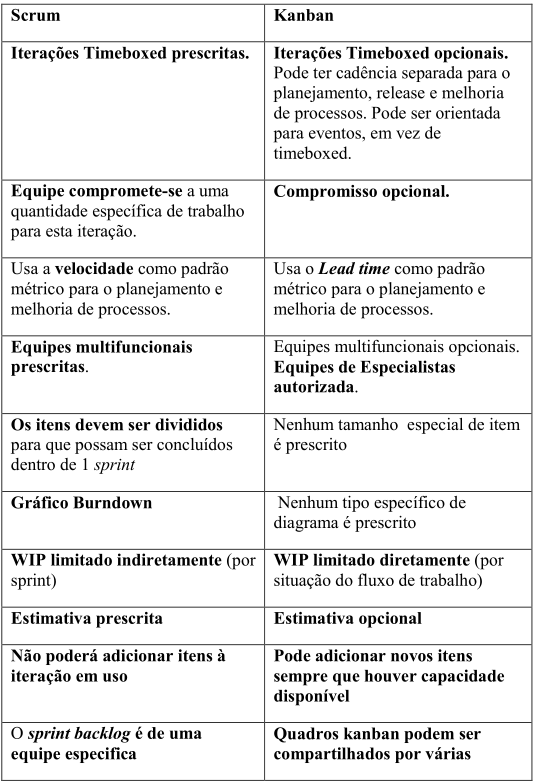 Scrum
Kanban
Iterações Timeboxed prescritas.
Iterações Timeboxed opcionais.
Pode ter cadência separada para o
planejamento, release e melhoria
de processos. Pode ser orientada
para eventos, em vez de
timeboxed.
Equipe compromete-se a uma
quantidade específica de trabalho
para esta iteração.
Compromisso opcional.
Usa a velocidade como padrão
métrico para o planejamento e
melhoria de processos.
Usa o Lead time como padrão
métrico para o planejamento e
melhoria de processos.
Equipes multifuncionais
prescritas.
Equipes multifuncionais opcionais.
Equipes de Especialistas
autorizada.
Os itens devem ser divididos
para que possam ser concluídos
dentro de 1 sprint
Nenhum tamanho especial de item
é prescrito
Gráfico Burndown
Nenhum tipo específico de
diagrama é prescrito
WIP limitado indiretamente (por
sprint)
WIP limitado diretamente (por
situação do fluxo de trabalho)
Estimativa prescrita
Estimativa opcional
Não poderá adicionar itens à
iteração em uso
Pode adicionar novos itens
sempre que houver capacidade
disponível
O sprint backlog é de uma
equipe especifica
Quadros kanban podem ser
compartilhados por várias